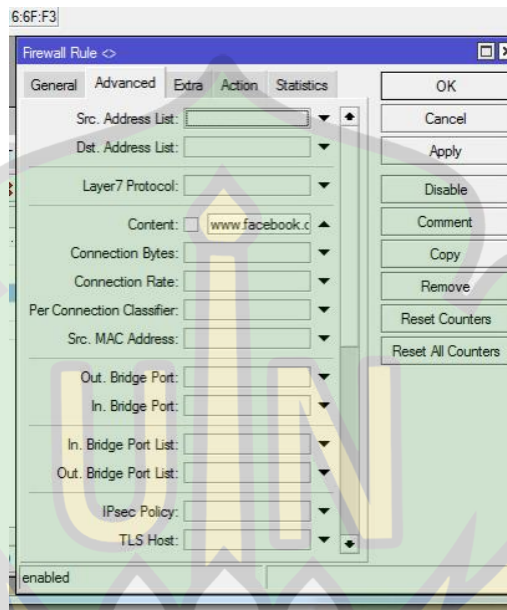 6:6F:F3
Firewall Rule <>
General Advanced Extra Action Statistics
Src. Address List:
Dst. Address List:
Layer7 Protocol:
Content: www.facebook.c
Connection Bytes:
Connection Rate:
Per Connection Classifier:
Src. MAC Address:
Out. Bridge Port:
In. Bridge Port:
In. Bridge Port List:
Out. Bridge Port List:
IPsec Policy:
TLS Host:
enabled
OK
Cancel
Apply
Disable
Comment
Copy
Remove
Reset Counters
Reset All Counters
UIN